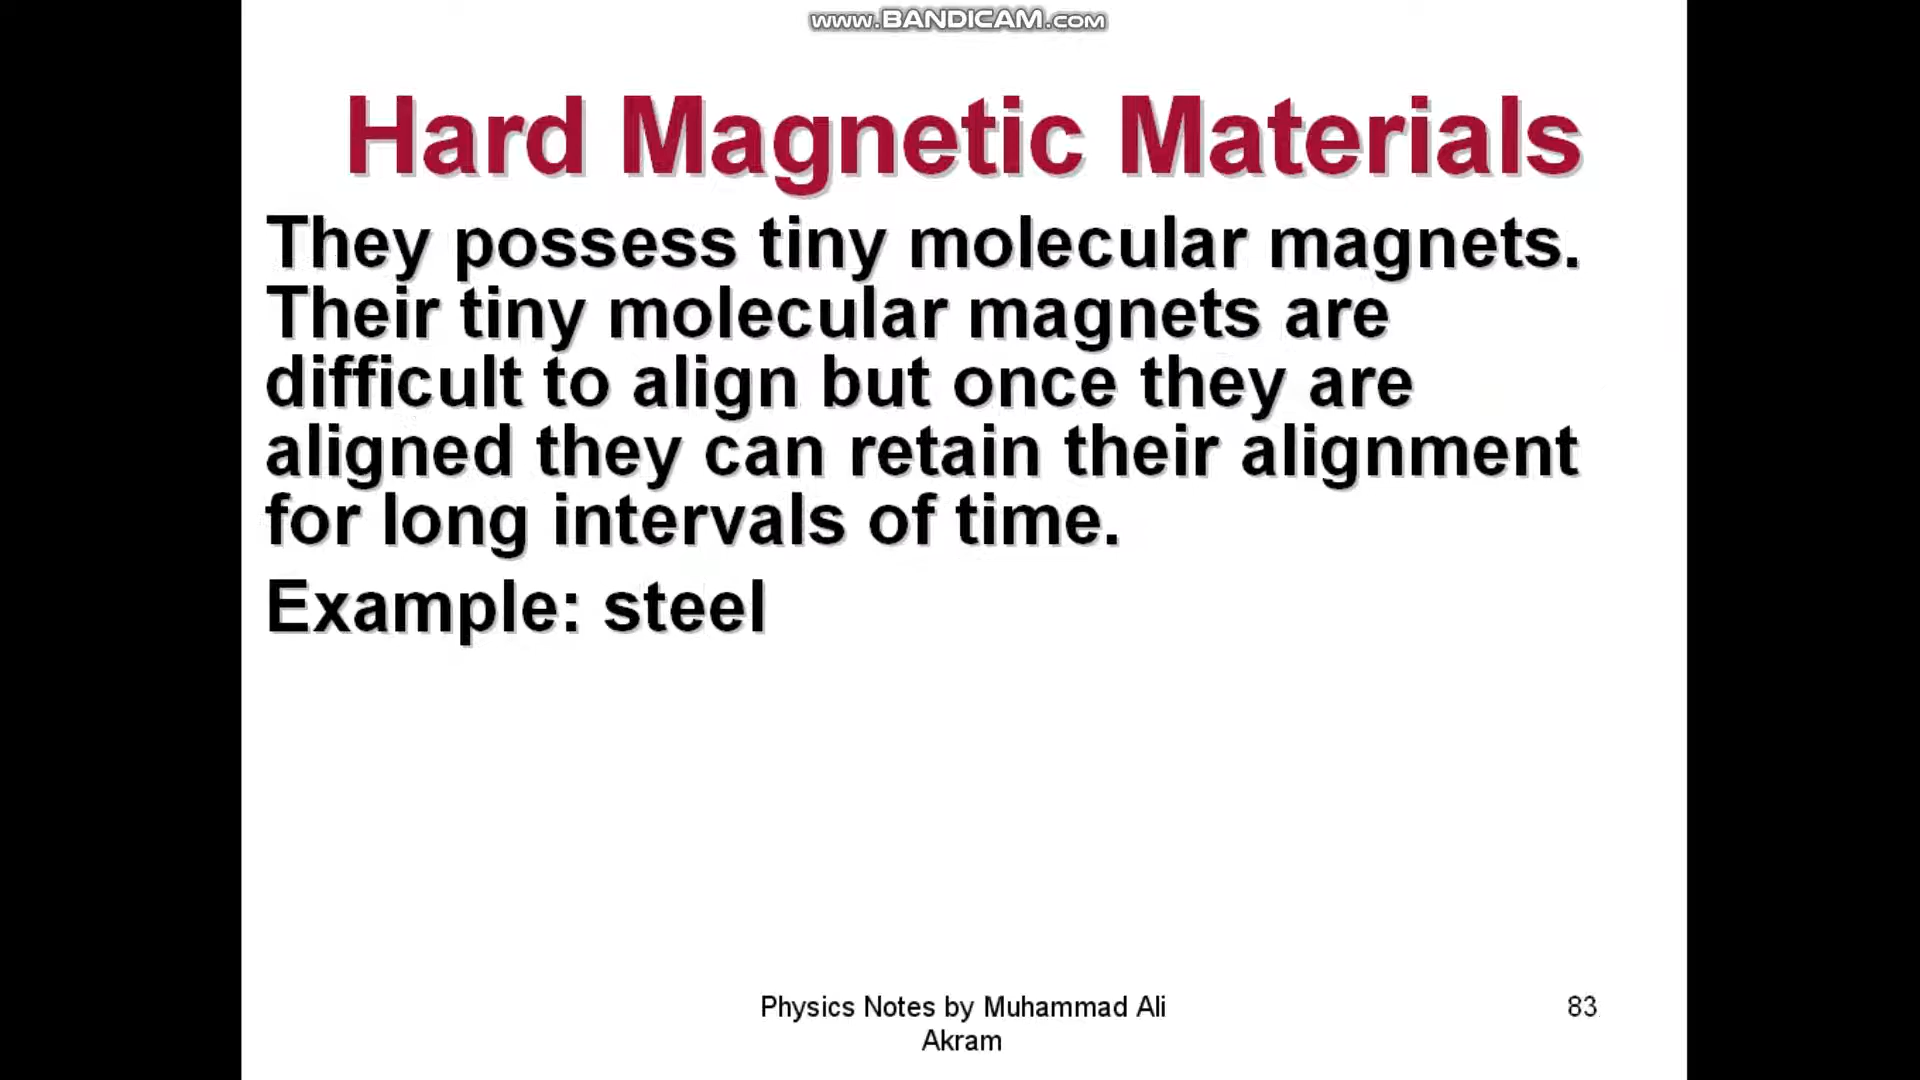 www.BANDICAM.com
Hard Magnetic Materials
They possess tiny molecular magnets.
Their tiny molecular magnets are
difficult to align but once they are
aligned they can retain their alignment
for long intervals of time.
Example: steel
Physics Notes by Muhammad Ali
Akram
83